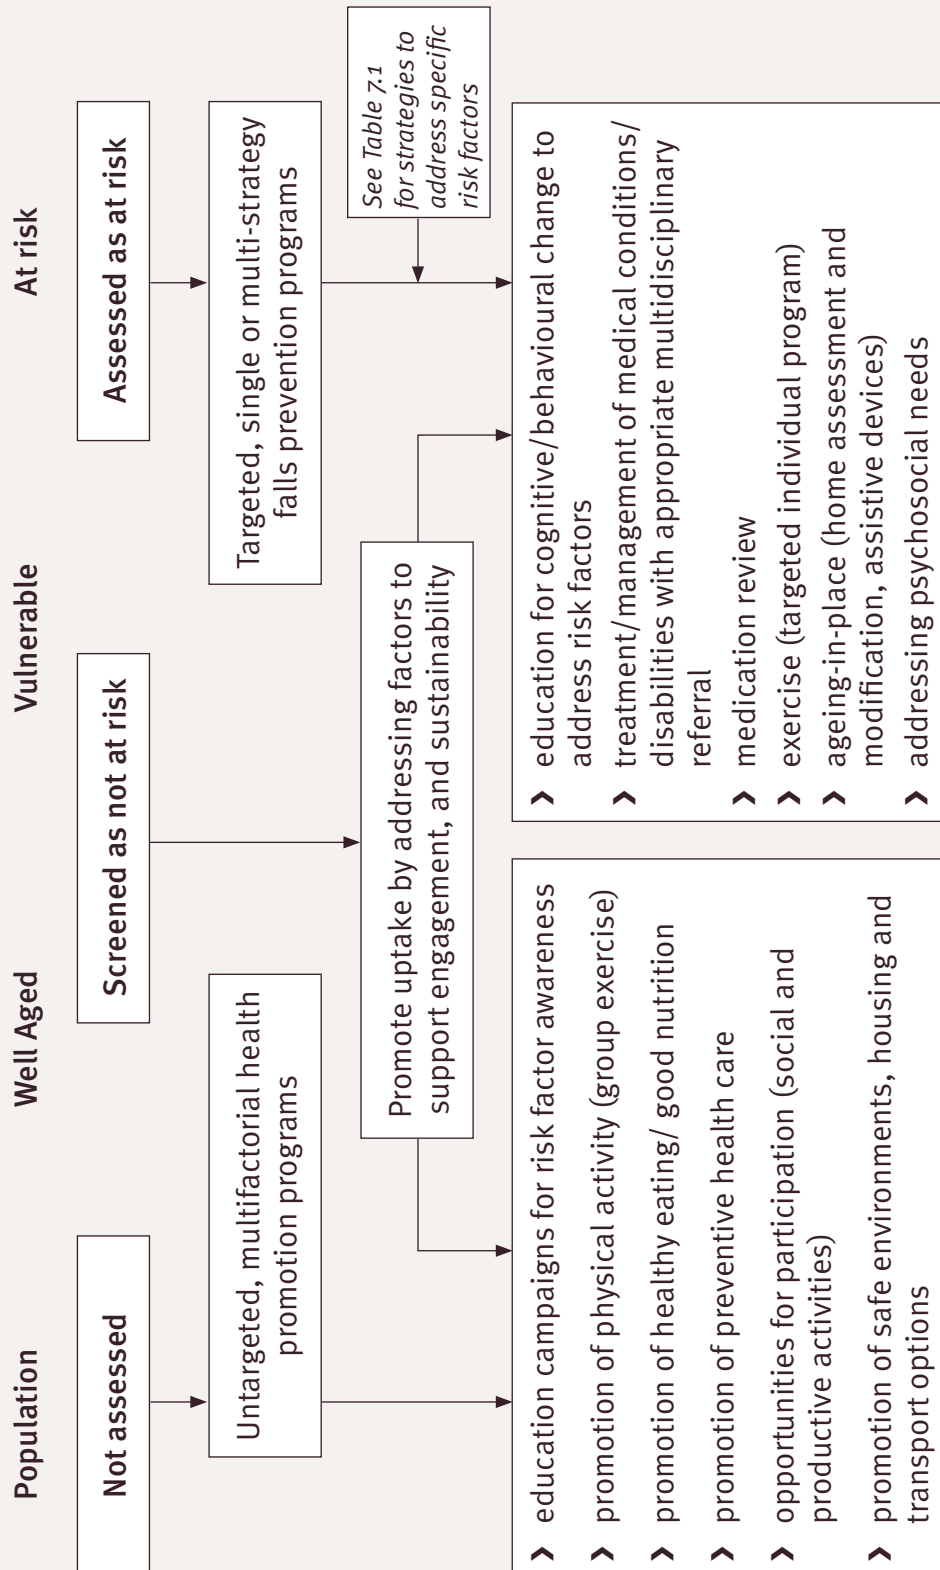 Population
Well Aged
Vulnerable
At risk
Not assessed
Screened as not at risk
Assessed as at risk
Untargeted, multifactorial health
promotion programs
Targeted, single or multi-strategy
falls prevention programs
Promote uptake by addressing factors to
support engagement, and sustainability
See Table 7.1
for strategies to
address specific
risk factors
❯ education campaigns for risk factor awareness
❯ promotion of physical activity (group exercise)
❯ promotion of healthy eating/ good nutrition
❯ promotion of preventive health care
❯ opportunities for participation (social and
productive activities)
❯ promotion of safe environments, housing and
transport options
❯ education for cognitive/behavioural change to
address risk factors
❯ treatment/management of medical conditions/
disabilities with appropriate multidisciplinary
referral
❯ medication review
❯ exercise (targeted individual program)
❯ ageing-in-place (home assessment and
modification, assistive devices)
❯ addressing psychosocial needs